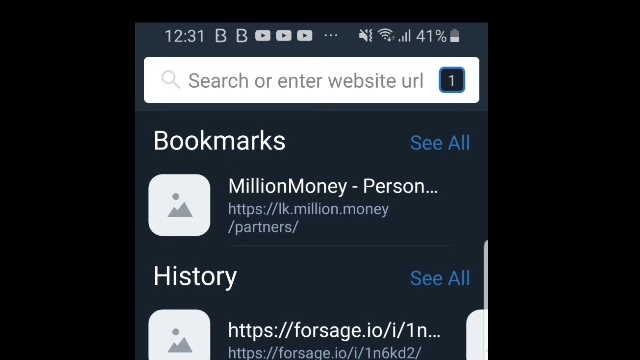 12:31 B B ... 41%
Search or enter website url 1
Bookmarks See All
MillionMoney - Person...
https://lk.million.money
/partners/
History See All
https://forsage.io/i/1n...
https://forsage.io/i/1n6kd2/